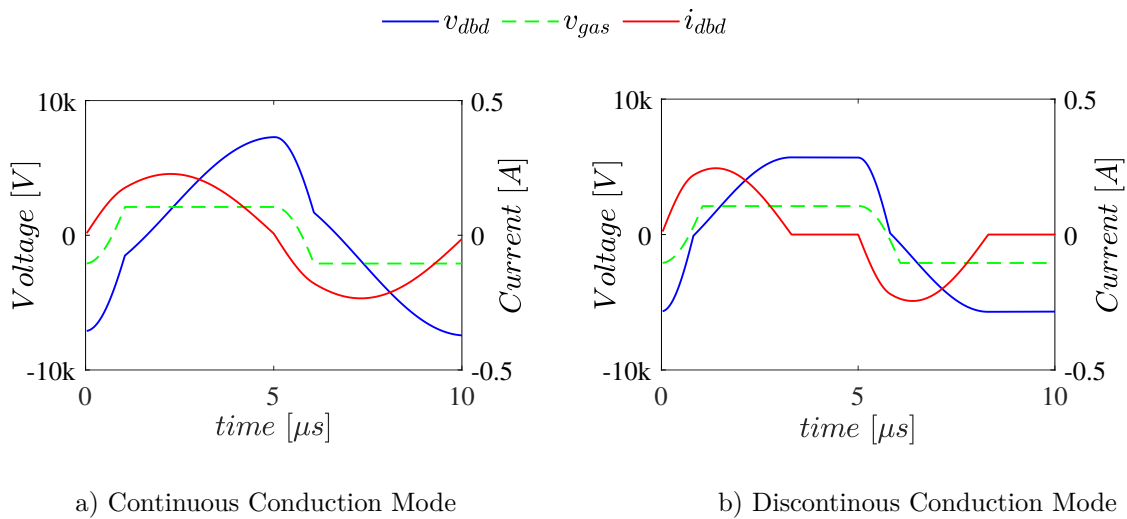 v_dbd v_gas i_dbd
10k 0.5 10k 0.5
Voltage [V] Current [A] Voltage [V] Current [A]
0 0 0 0
-10k -0.5 -10k -0.5
0 5 10 0 5 10
time [μs] time [μs]
a) Continuous Conduction Mode b) Discontinous Conduction Mode